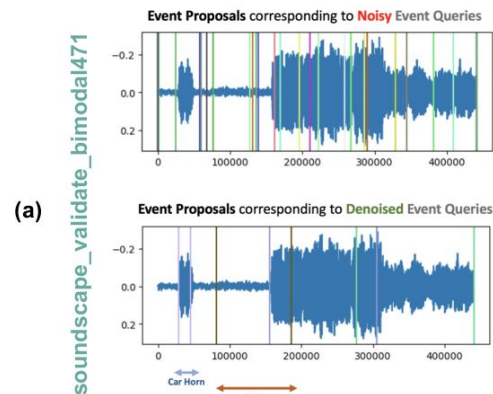 Event Proposals corresponding to Noisy Event Queries
−0.2
0.0
0.2
0 100000 200000 300000 400000
soundscape_validate_bimodal471
(a)
Event Proposals corresponding to Denoised Event Queries
−0.2
0.0
0.2
0 100000 200000 300000 400000
Car Horn